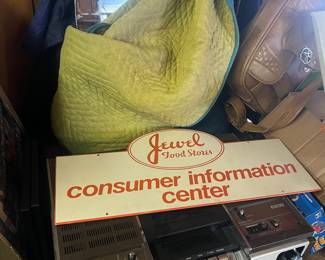 Jewel
Food Stores
consumer information
center